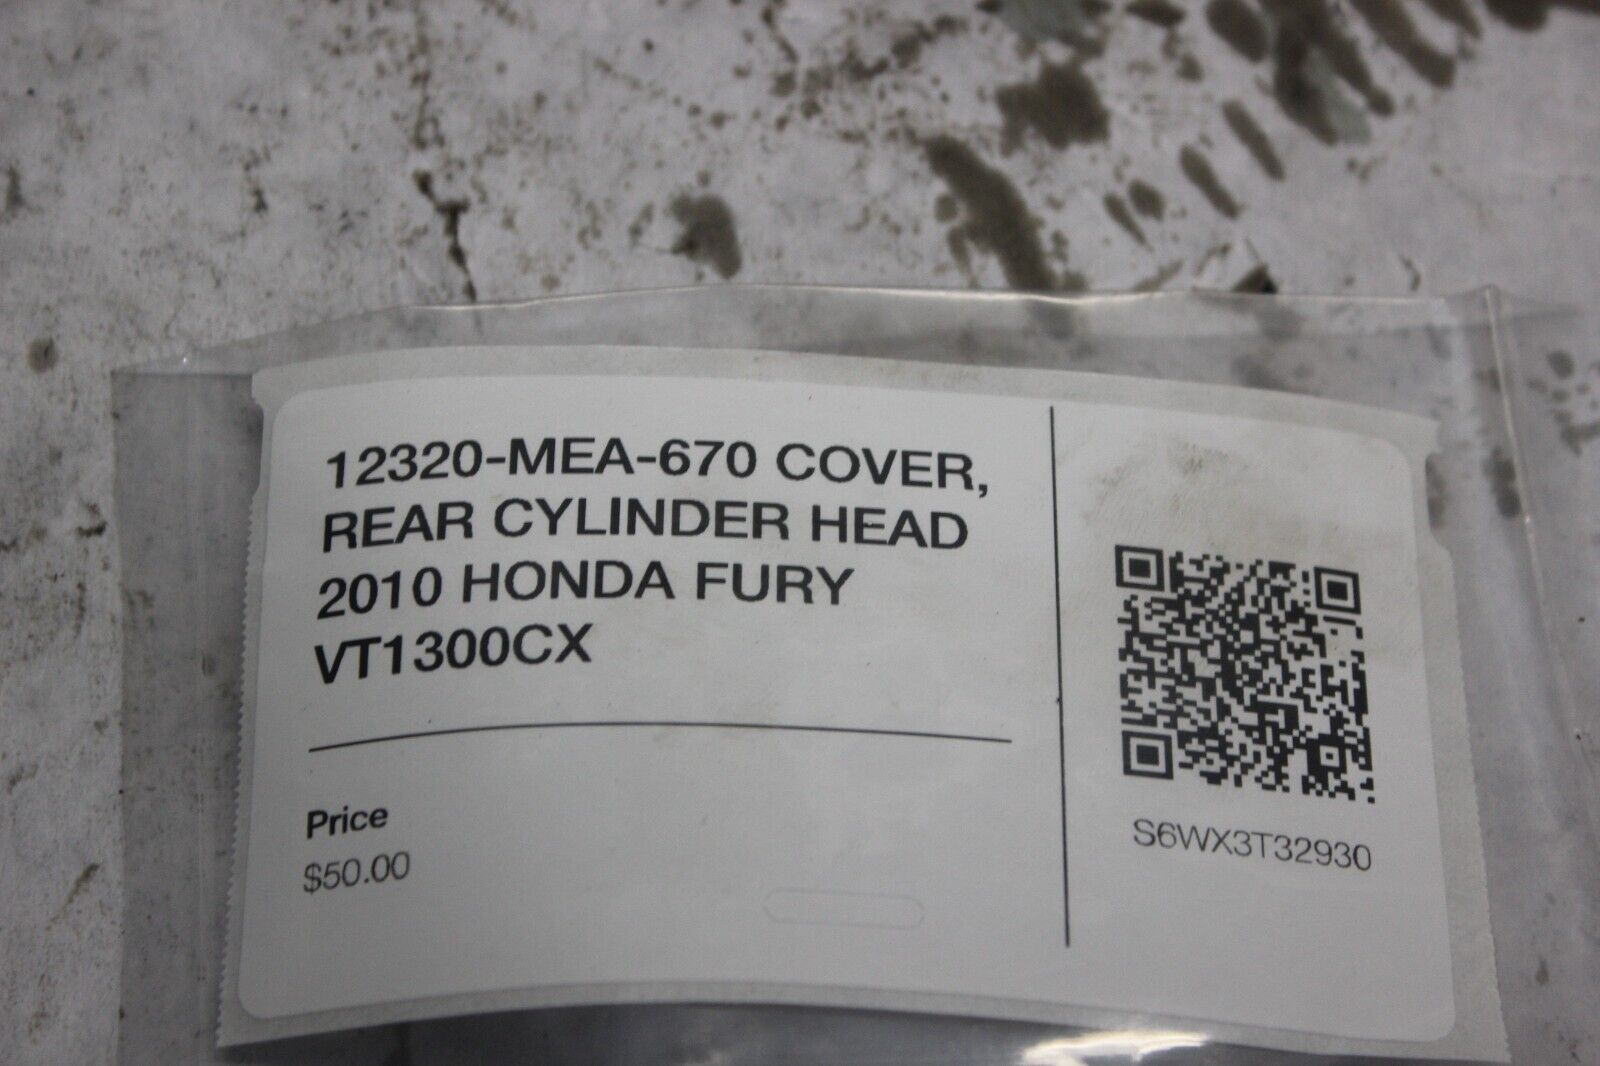 12320-MEA-670 COVER,
REAR CYLINDER HEAD
2010 HONDA FURY
VT1300CX
Price
$50.00
S6WX3T32930